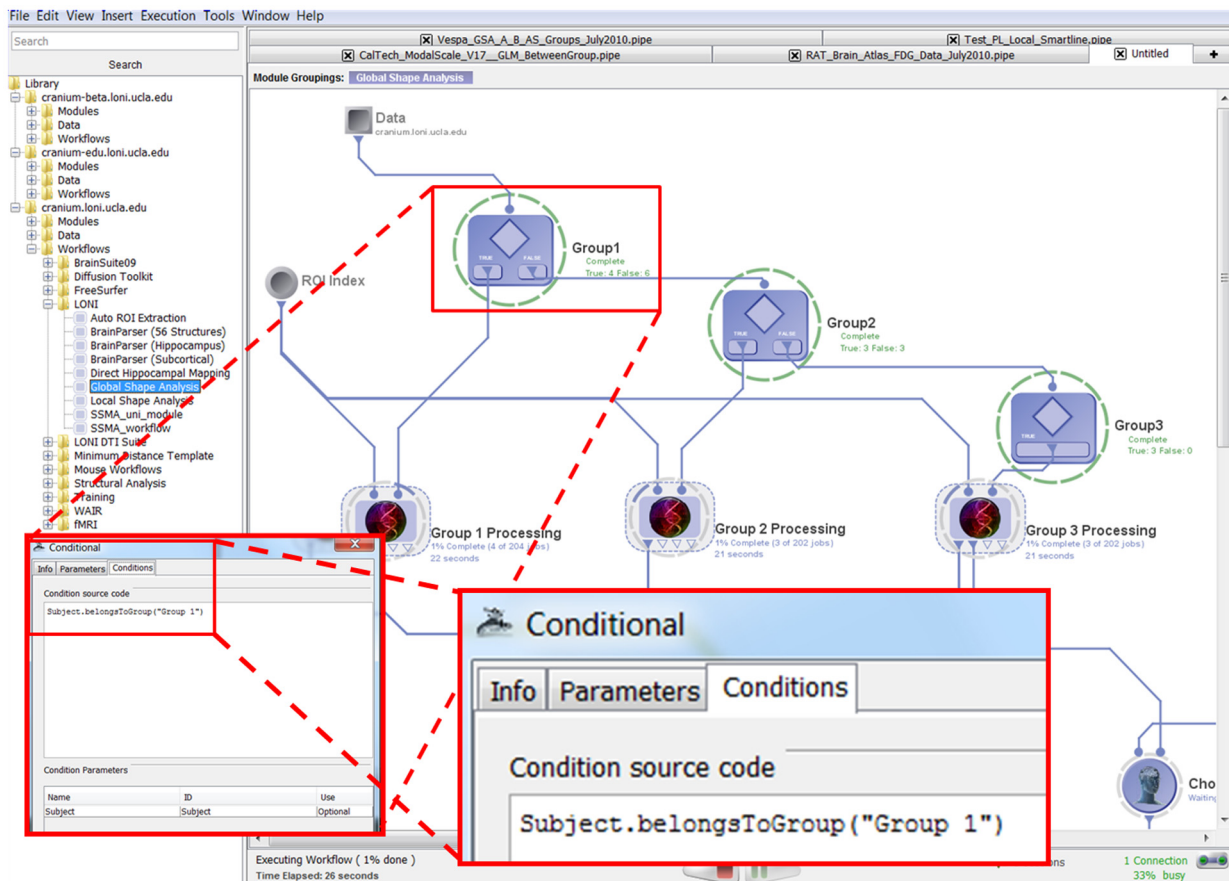 File Edit View Insert Execution Tools Window Help
Search
Search
Library
cranium-beta.loni.ucla.edu
Modules
Data
Workflows
cranium-edu.loni.ucla.edu
Modules
Data
Workflows
cranium.loni.ucla.edu
Modules
Data
Workflows
BrainSuite09
Diffusion Toolkit
FreeSurfer
LONI
Auto ROI Extraction
BrainParser (56 Structures)
BrainParser (Hippocampus)
BrainParser (Subcortical)
Direct Hippocampal Mapping
Global Shape Analysis
Local Shape Analysis
SSMA_uni_module
SSMA_workflow
LONI DTI Suite
Minimum Distance Template
Mouse Workflows
Structural Analysis
Training
WAIR
fMRI
Vespa_GSA_A_B_AS_Groups_July2010.pipe
Test_PL_Local_Smartline.pipe
CalTech_ModalScale_V17__GLM_BetweenGroup.pipe
RAT_Brain_Atlas_FDG_Data_July2010.pipe
Untitled
Module Groupings: Global Shape Analysis
Data
cranium.loni.ucla.edu
ROI Index
TRUE FALSE
Group1
Complete
True: 4 False: 6
TRUE FALSE
Group2
Complete
True: 3 False: 3
TRUE
Group3
Complete
True: 3 False: 0
Group 1 Processing
1% Complete (4 of 204 jobs)
22 seconds
Group 2 Processing
1% Complete (3 of 202 jobs)
21 seconds
Group 3 Processing
1% Complete (3 of 202 jobs)
21 seconds
Conditional
Info Parameters Conditions
Condition source code
Subject.belongsToGroup("Group 1")
Condition Parameters
Name ID Use
Subject Subject Optional
Conditional
Info Parameters Conditions
Condition source code
Subject.belongsToGroup("Group 1")
Cho
Waiting
Executing Workflow ( 1% done )
Time Elapsed: 26 seconds
ons
1 Connection
33% busy